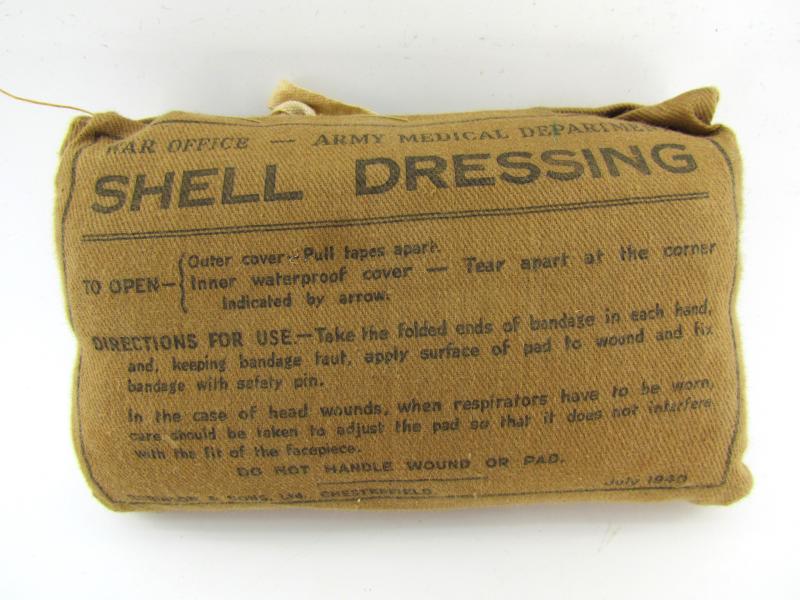 WAR OFFICE — ARMY MEDICAL DEPARTMEN
SHELL DRESSING
TO OPEN— { Outer cover—Pull tapes apart.
Inner waterproof cover — Tear apart at the corner
indicated by arrow.
DIRECTIONS FOR USE.—Take the folded ends of bandage in each hand,
and, keeping bandage taut, apply surface of pad to wound and fix
bandage with safety pin.
In the case of head wounds, when respirators have to be worn,
care should be taken to adjust the pad so that it does not interfere
with the fit of the facepiece.
DO NOT HANDLE WOUND OR PAD.
& SONS, Ltd., CHESTERFIELD. July 1940